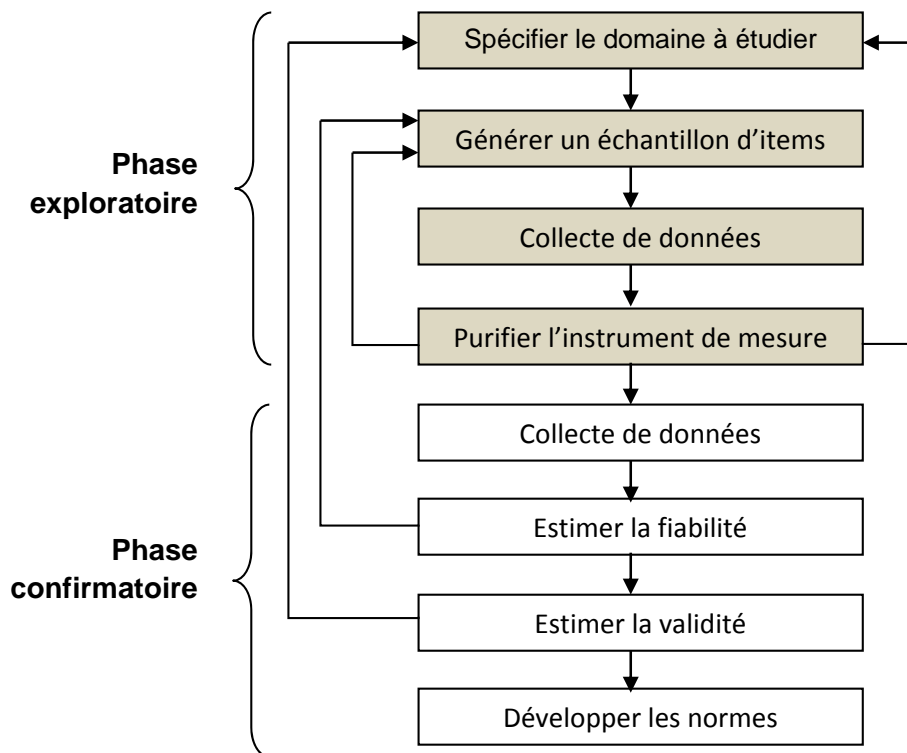 Spécifier le domaine à étudier
Générer un échantillon d’items
Phase
exploratoire
Collecte de données
Purifier l’instrument de mesure
Collecte de données
Estimer la fiabilité
Phase
confirmatoire
Estimer la validité
Développer les normes